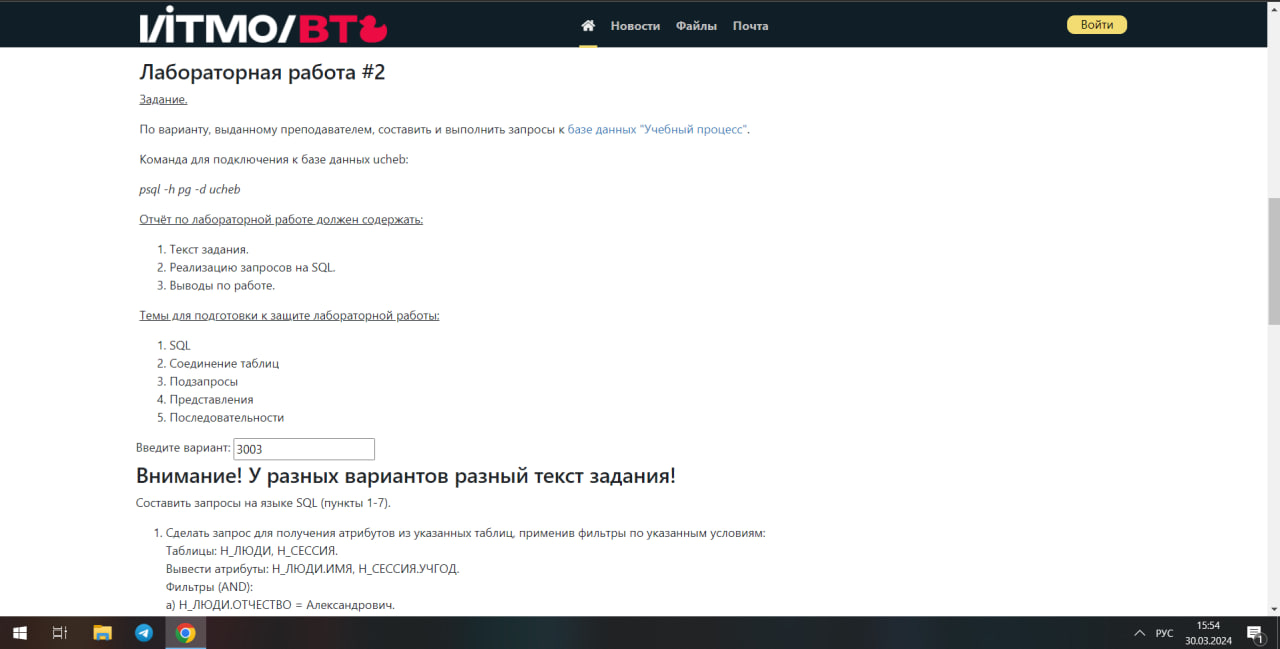 ИTMO/ВТ
Новости Файлы Почта
Войти
Лабораторная работа #2
Задание.
По варианту, выданному преподавателем, составить и выполнить запросы к базе данных "Учебный процесс".
Команда для подключения к базе данных ucheb:
psql -h pg -d ucheb
Отчёт по лабораторной работе должен содержать:
1. Текст задания.
2. Реализацию запросов на SQL.
3. Выводы по работе.
Темы для подготовки к защите лабораторной работы:
1. SQL
2. Соединение таблиц
3. Подзапросы
4. Представления
5. Последовательности
Введите вариант: 3003
Внимание! У разных вариантов разный текст задания!
Составить запросы на языке SQL (пункты 1-7).
1. Сделать запрос для получения атрибутов из указанных таблиц, применив фильтры по указанным условиям:
Таблицы: Н_ЛЮДИ, Н_СЕССИЯ.
Вывести атрибуты: Н_ЛЮДИ.ИМЯ, Н_СЕССИЯ.УЧГОД.
Фильтры (AND):
a) Н_ЛЮДИ.ОТЧЕСТВО = Александрович.
РУС
15:54
30.03.2024
1